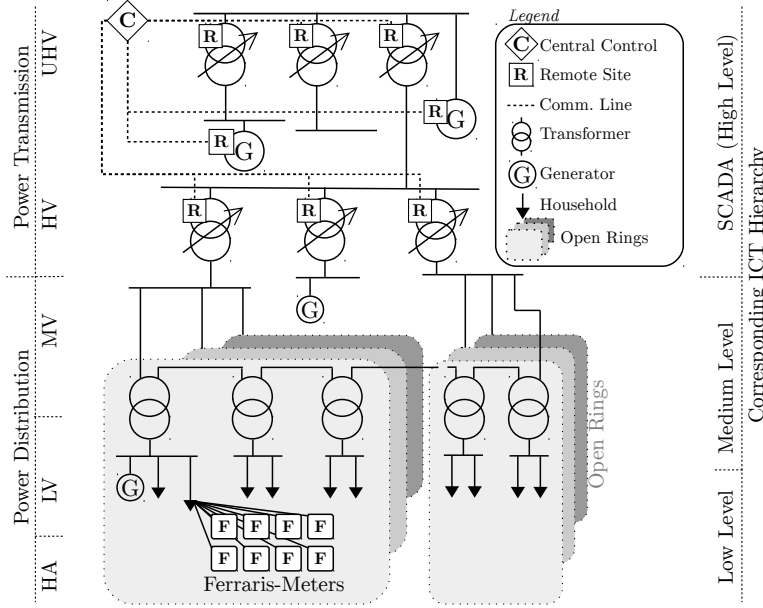 Legend
C Central Control
R Remote Site
Comm. Line
Transformer
G Generator
Household
Open Rings
C
R
R
R
R
G
R
G
R
R
R
G
G
F F F F
F F F F
Ferraris-Meters
Open Rings
Power Transmission
Power Distribution
UHV
HV
MV
LV
HA
SCADA (High Level)
Medium Level
Low Level
Corresponding ICT Hierarchy